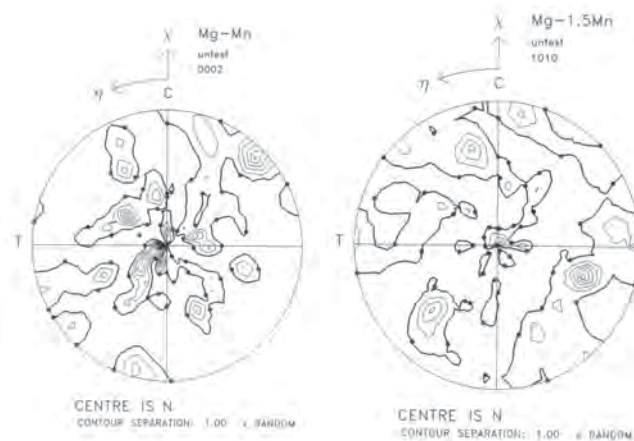 χ
Mg-Mn
untest
0002
η
C
T
CENTRE IS N
CONTOUR SEPARATION: 1.00 x RANDOM
χ
Mg-1.5Mn
untest
1010
η
C
T
CENTRE IS N
CONTOUR SEPARATION: 1.00 x RANDOM